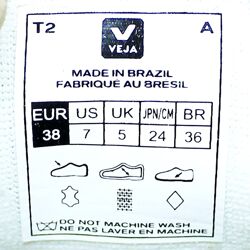 T2 A
VEJA
MADE IN BRAZIL
FABRIQUÉ AU BRESIL
EUR US UK JPN/CM BR
38 7 5 24 36
DO NOT MACHINE WASH
NE PAS LAVER EN MACHINE